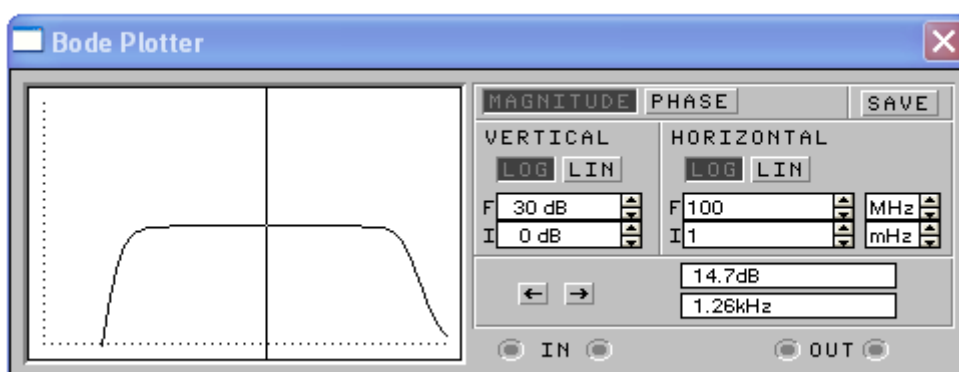 Bode Plotter
MAGNITUDE PHASE SAVE
VERTICAL HORIZONTAL
LOG LIN LOG LIN
F 30 dB F 100 MHz
I 0 dB I 1 mHz
14.7dB
1.26kHz
IN OUT